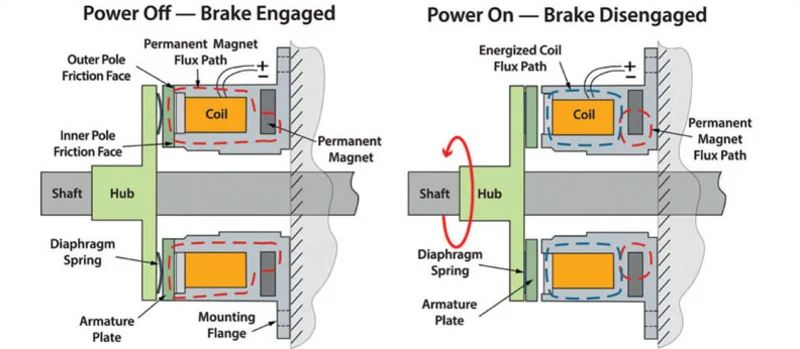 Power Off — Brake Engaged
Outer Pole
Friction Face
Permanent Magnet
Flux Path
+
−
Coil
Inner Pole
Friction Face
Permanent
Magnet
Shaft
Hub
Diaphragm
Spring
Armature
Plate
Mounting
Flange
Power On — Brake Disengaged
Energized Coil
Flux Path
+
−
Coil
Permanent
Magnet
Flux Path
Shaft
Hub
Diaphragm
Spring
Armature
Plate